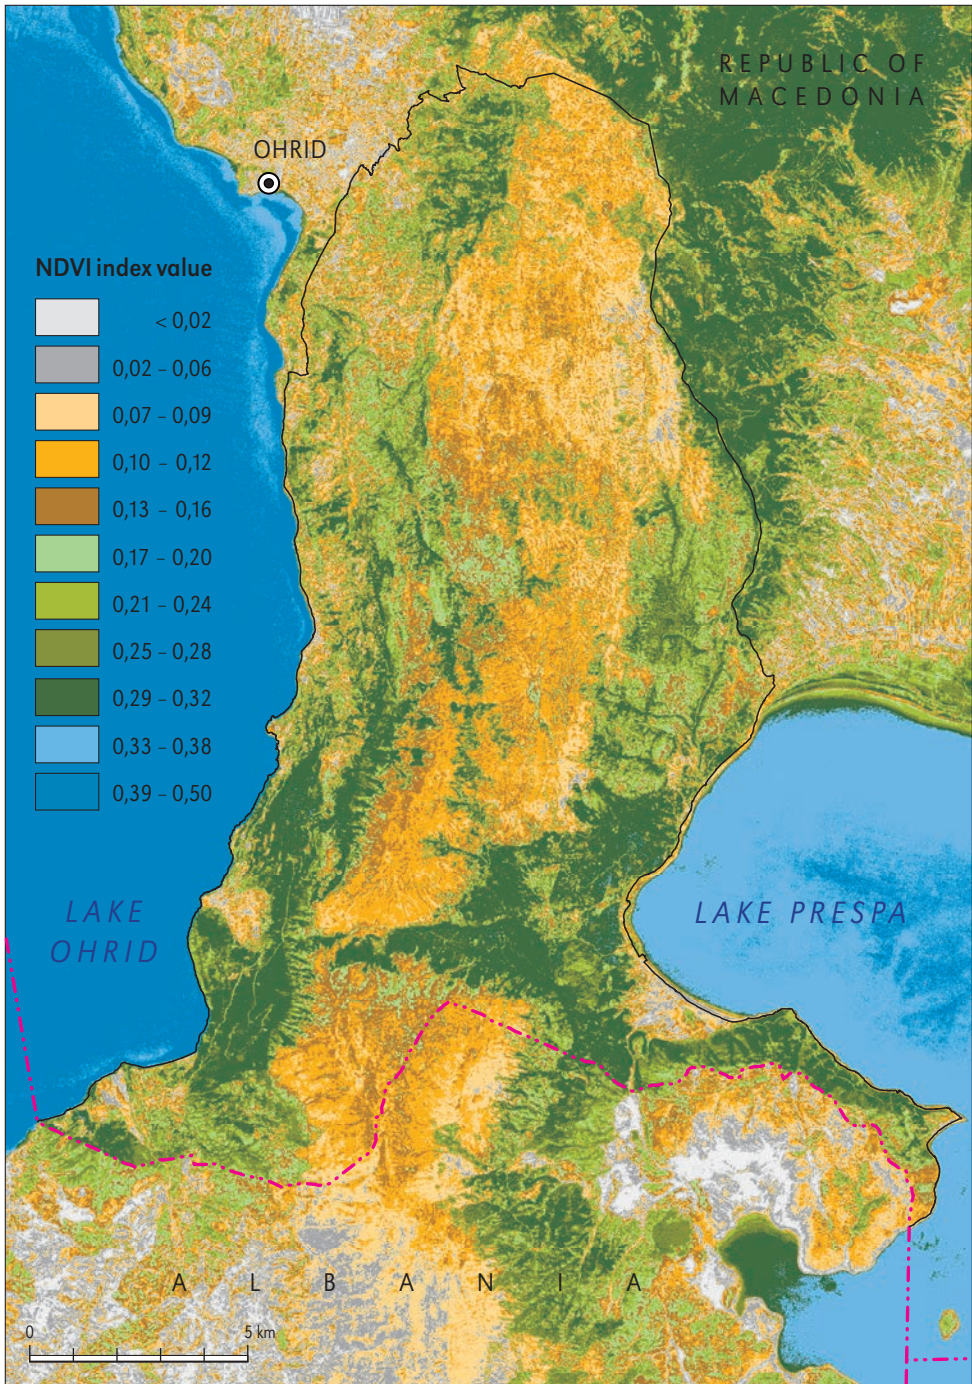 REPUBLIC OF
MACEDONIA
OHRID
NDVI index value
< 0,02
0,02 – 0,06
0,07 – 0,09
0,10 – 0,12
0,13 – 0,16
0,17 – 0,20
0,21 – 0,24
0,25 – 0,28
0,29 – 0,32
0,33 – 0,38
0,39 – 0,50
LAKE
OHRID
LAKE PRESPA
ALBANIA
0 5 km